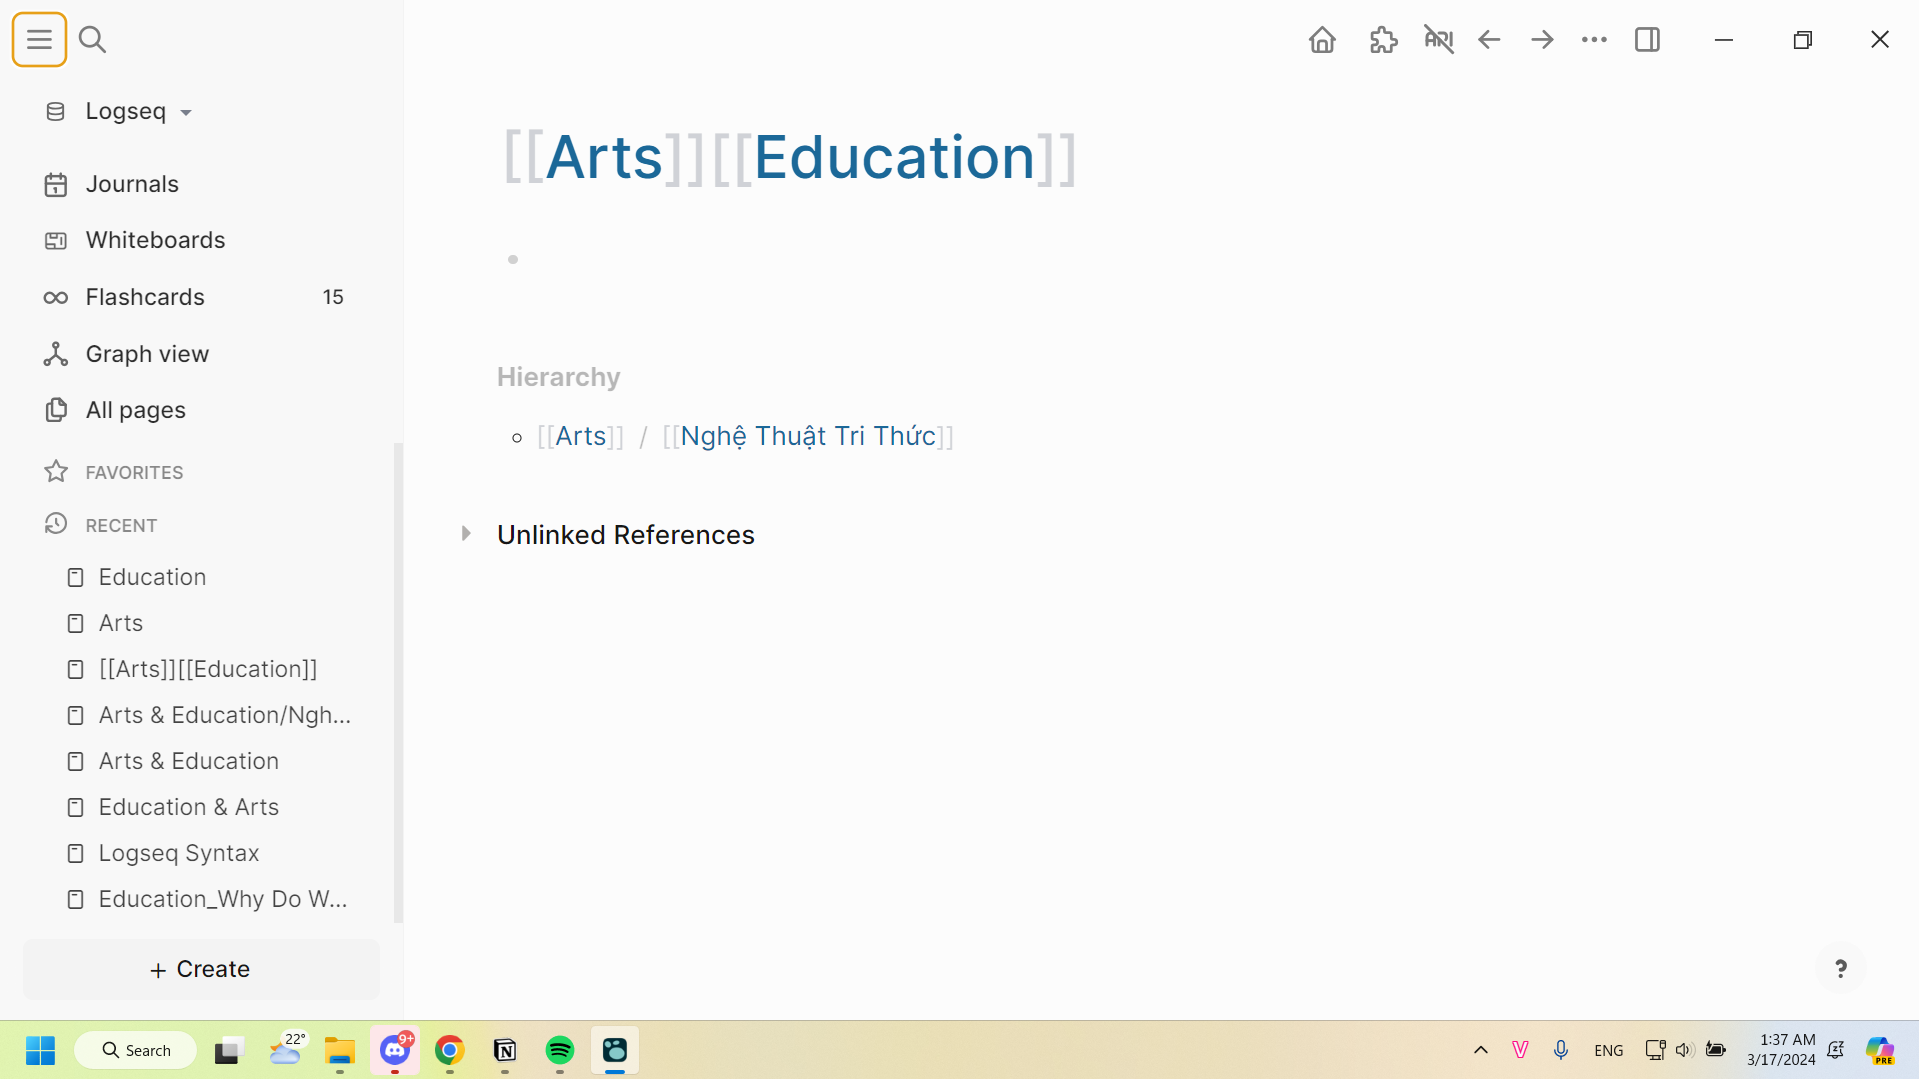 API
Logseq
Journals
Whiteboards
Flashcards 15
Graph view
All pages
FAVORITES
RECENT
Education
Arts
[[Arts]][[Education]]
Arts & Education/Ngh...
Arts & Education
Education & Arts
Logseq Syntax
Education_Why Do W...
+ Create
[[Arts]][[Education]]
Hierarchy
[[Arts]] / [[Nghệ Thuật Tri Thức]]
Unlinked References
?
Search
22°
9+
ENG
1:37 AM
3/17/2024
PRE